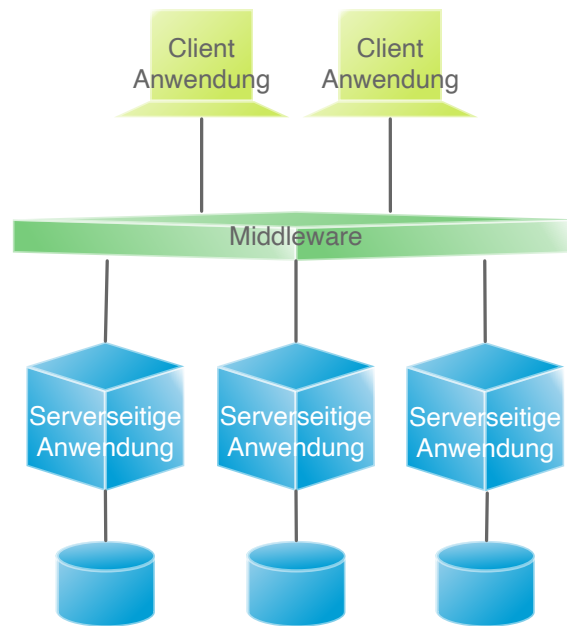 Client
Anwendung
Client
Anwendung
Middleware
Serverseitige
Anwendung
Serverseitige
Anwendung
Serverseitige
Anwendung